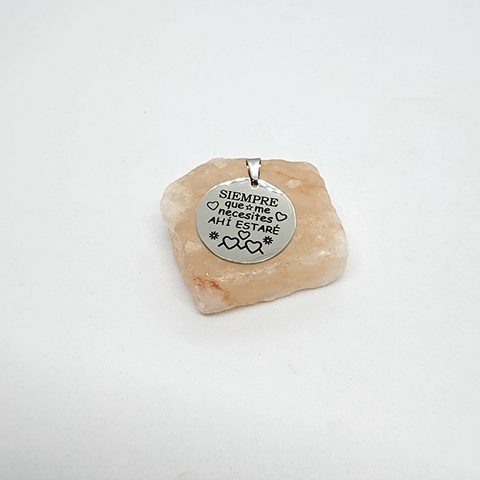 SIEMPRE
que me
necesites
AHÍ ESTARÉ